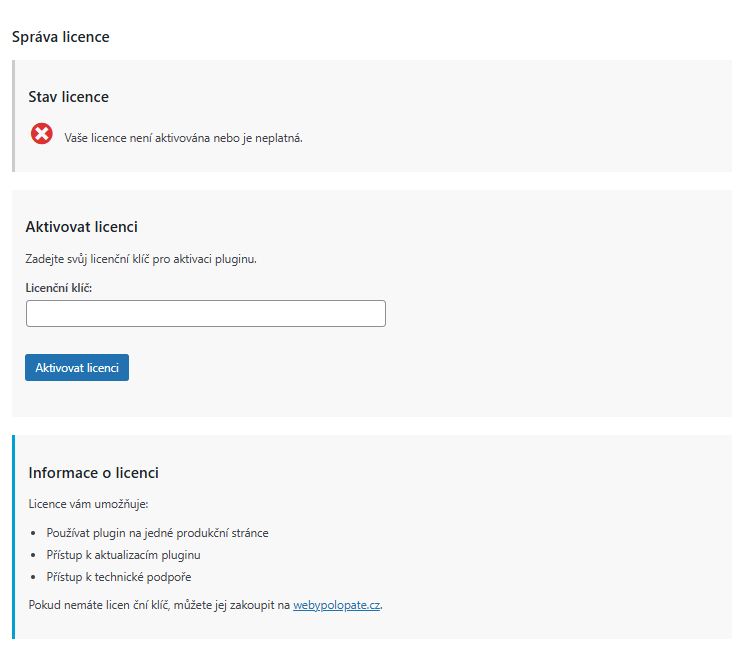 Správa licence
Stav licence
Vaše licence není aktivována nebo je neplatná.
Aktivovat licenci
Zadejte svůj licenční klíč pro aktivaci pluginu.
Licenční klíč:
Aktivovat licenci
Informace o licenci
Licence vám umožňuje:
• Používat plugin na jedné produkční stránce
• Přístup k aktualizacím pluginu
• Přístup k technické podpoře
Pokud nemáte licen ční klíč, můžete jej zakoupit na webypolopate.cz.